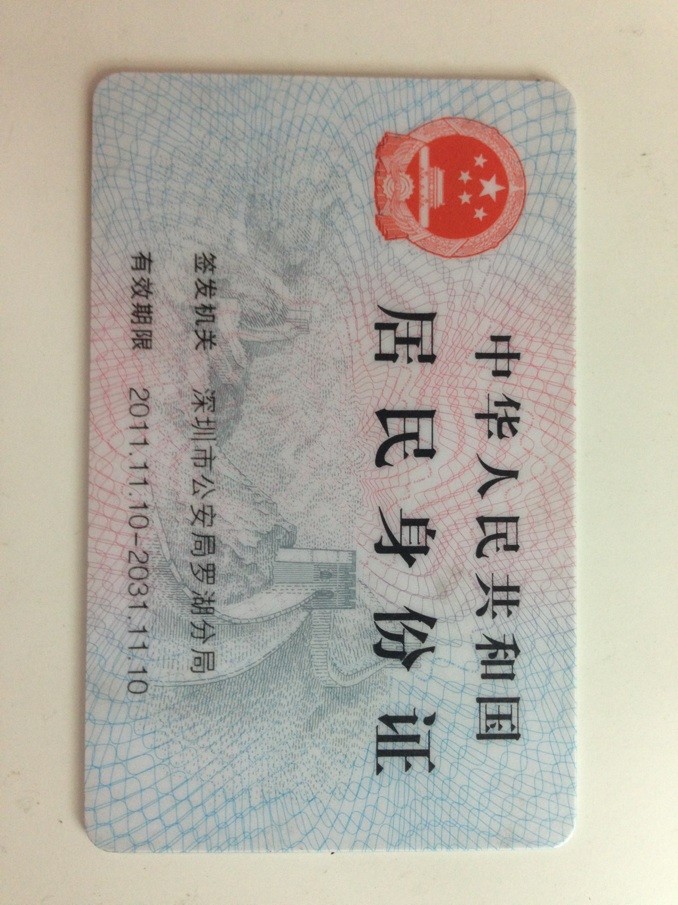 中华人民共和国
居民身份证
签发机关 深圳市公安局罗湖分局
有效期限 2011.11.10-2031.11.10